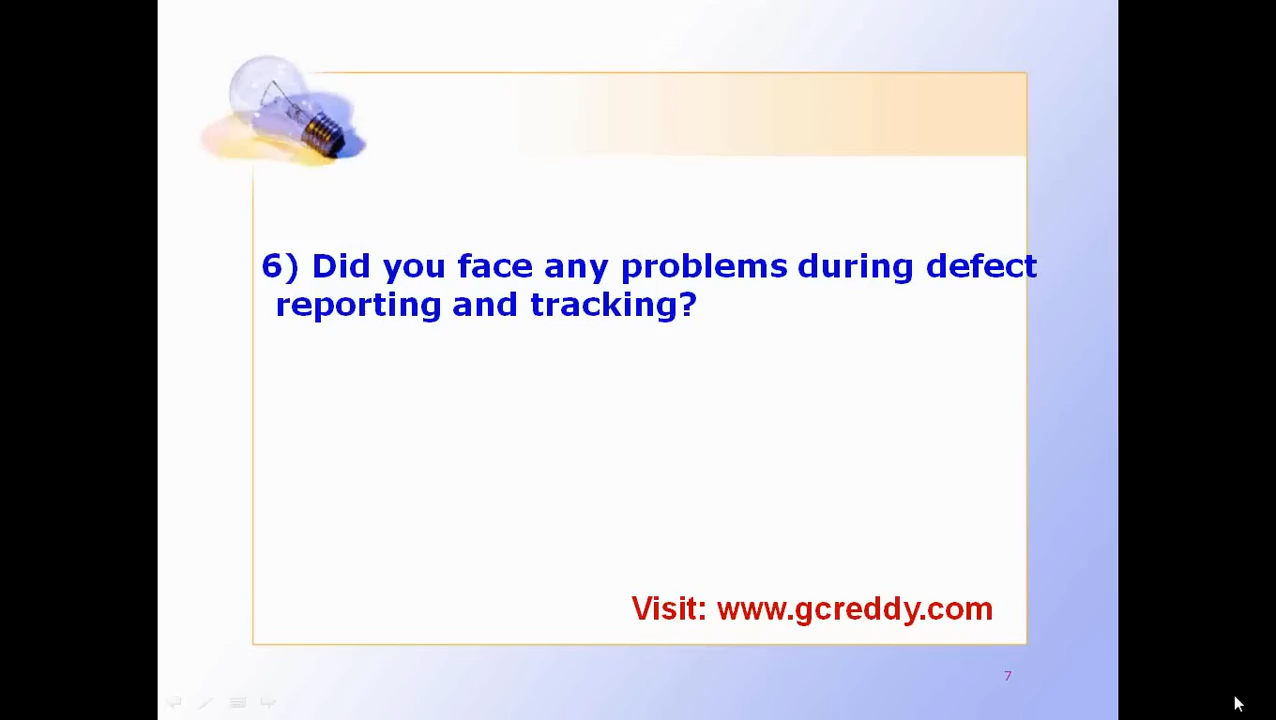 6) Did you face any problems during defect
reporting and tracking?
Visit: www.gcreddy.com
7